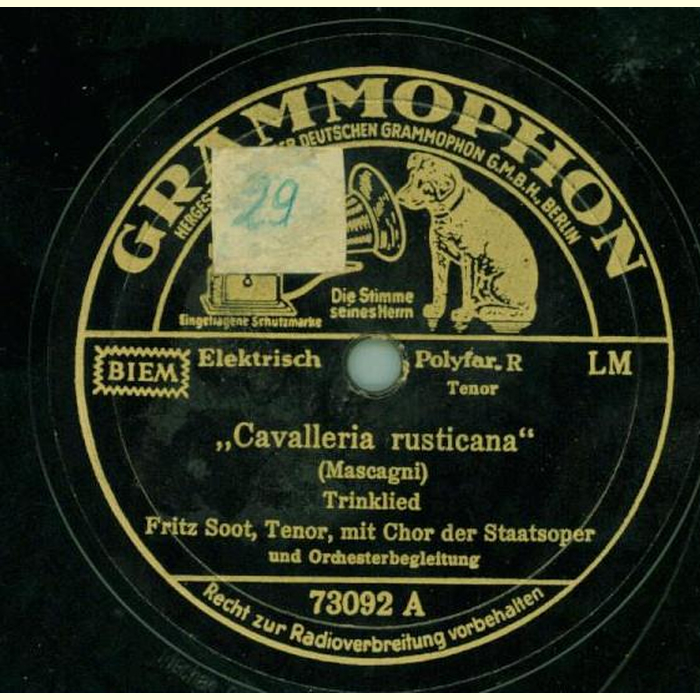 GRAMMOPHON
DER DEUTSCHEN GRAMMOPHON G.M.B.H., BERLIN
29
Die Stimme
seines Herrn
Eingetragene Schutzmarke
BIEM Elektrisch Polyfar. R LM
Tenor
„Cavalleria rusticana“
(Mascagni)
Trinklied
Fritz Soot, Tenor, mit Chor der Staatsoper
und Orchesterbegleitung
73092 A
Recht zur Radioverbreitung vorbehalten